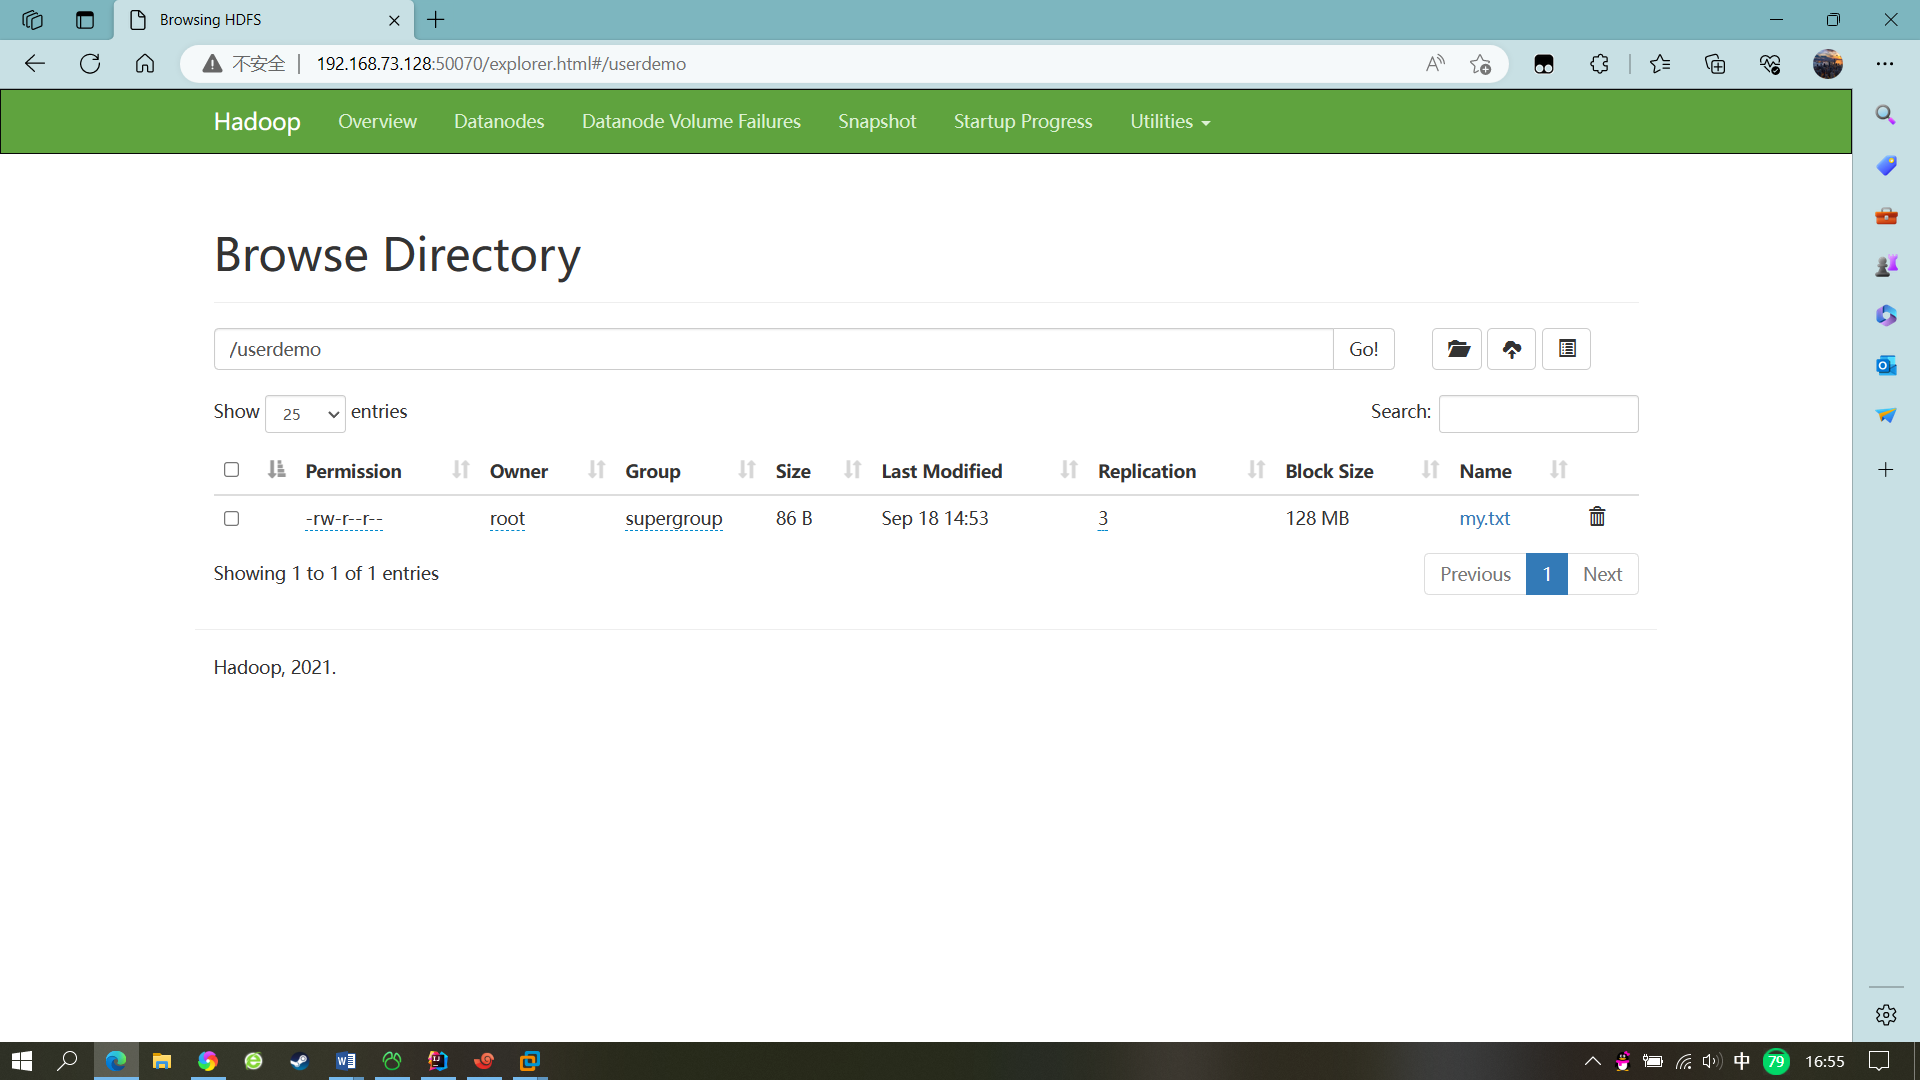 Browsing HDFS
不安全 192.168.73.128:50070/explorer.html#/userdemo
Hadoop Overview Datanodes Datanode Volume Failures Snapshot Startup Progress Utilities
Browse Directory
/userdemo Go!
Show 25 entries Search:
Permission Owner Group Size Last Modified Replication Block Size Name
-rw-r--r-- root supergroup 86 B Sep 18 14:53 3 128 MB my.txt
Showing 1 to 1 of 1 entries Previous 1 Next
Hadoop, 2021.
中 79 16:55